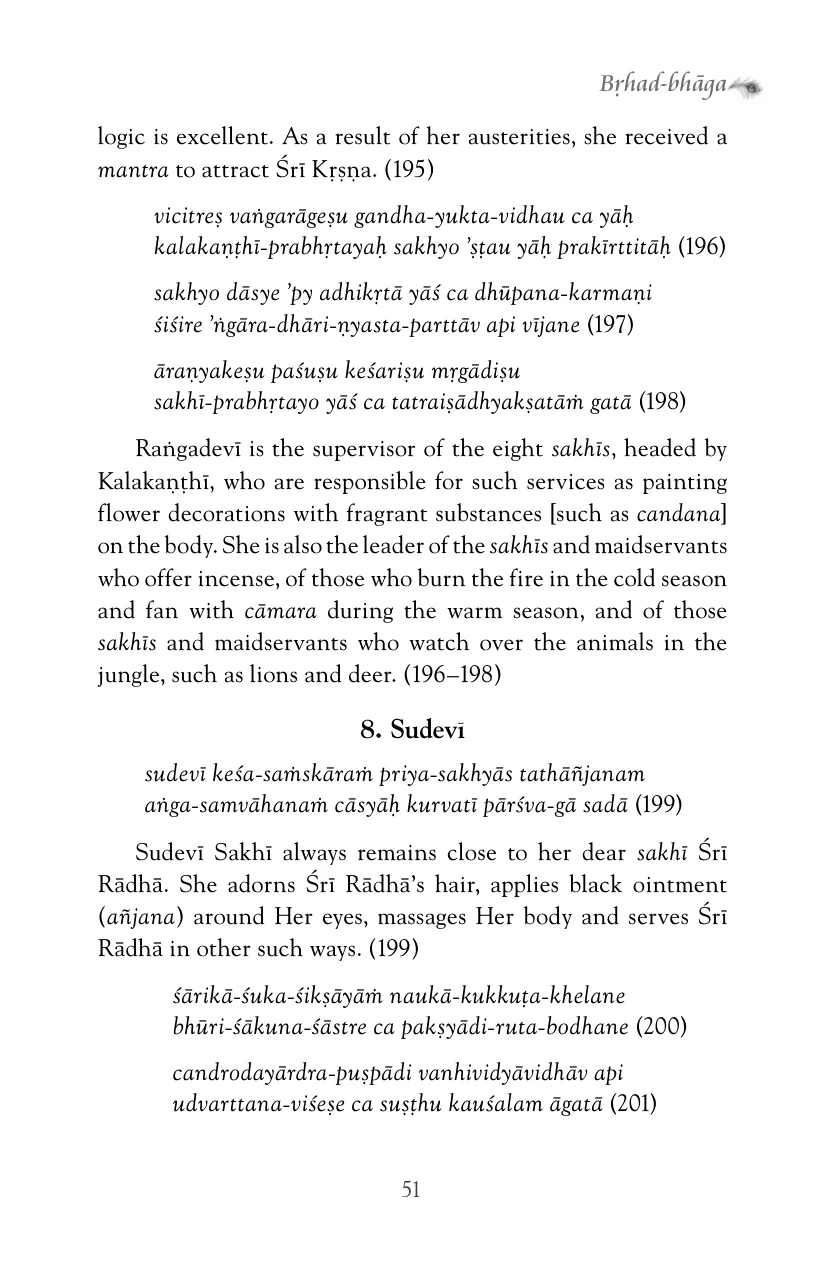 Bṛhad-bhāga
logic is excellent. As a result of her austerities, she received a
mantra to attract Śrī Kṛṣṇa. (195)
vicitreṣ vaṅgarāgeṣu gandha-yukta-vidhau ca yāḥ
kalakaṇṭhī-prabhṛtayaḥ sakhyo ’ṣṭau yāḥ prakīrttitāḥ (196)
sakhyo dāsye ’py adhikṛtā yāś ca dhūpana-karmaṇi
śiśire ’ṅgāra-dhāri-ṇyasta-parttāv api vījane (197)
āraṇyakeṣu paśuṣu keśariṣu mṛgādiṣu
sakhī-prabhṛtayo yāś ca tatraiṣādhyakṣatāṁ gatā (198)
Raṅgadevī is the supervisor of the eight sakhīs, headed by
Kalakaṇṭhī, who are responsible for such services as painting
flower decorations with fragrant substances [such as candana]
on the body. She is also the leader of the sakhīs and maidservants
who offer incense, of those who burn the fire in the cold season
and fan with cāmara during the warm season, and of those
sakhīs and maidservants who watch over the animals in the
jungle, such as lions and deer. (196–198)
8. Sudevī
sudevī keśa-saṁskāraṁ priya-sakhyās tathāñjanam
aṅga-samvāhanaṁ cāsyāḥ kurvatī pārśva-gā sadā (199)
Sudevī Sakhī always remains close to her dear sakhī Śrī
Rādhā. She adorns Śrī Rādhā’s hair, applies black ointment
(añjana) around Her eyes, massages Her body and serves Śrī
Rādhā in other such ways. (199)
śārikā-śuka-śikṣāyāṁ naukā-kukkuṭa-khelane
bhūri-śākuna-śāstre ca pakṣyādi-ruta-bodhane (200)
candrodayārdra-puṣpādi vanhividyāvidhāv api
udvarttana-viśeṣe ca suṣṭhu kauśalam āgatā (201)
51